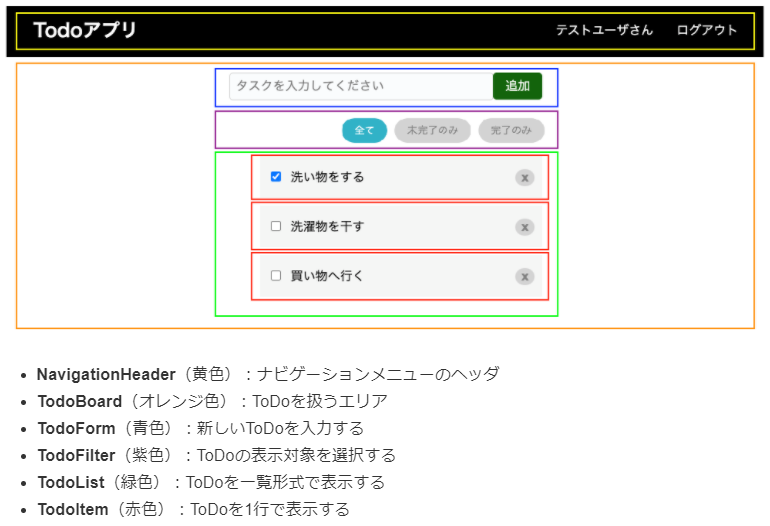 Todoアプリ テストユーザさん ログアウト
タスクを入力してください 追加
全て 未完了のみ 完了のみ
洗い物をする x
洗濯物を干す x
買い物へ行く x
• NavigationHeader（黄色）：ナビゲーションメニューのヘッダ
• TodoBoard（オレンジ色）：ToDoを扱うエリア
• TodoForm（青色）：新しいToDoを入力する
• TodoFilter（紫色）：ToDoの表示対象を選択する
• TodoList（緑色）：ToDoを一覧形式で表示する
• TodoItem（赤色）：ToDoを1行で表示する